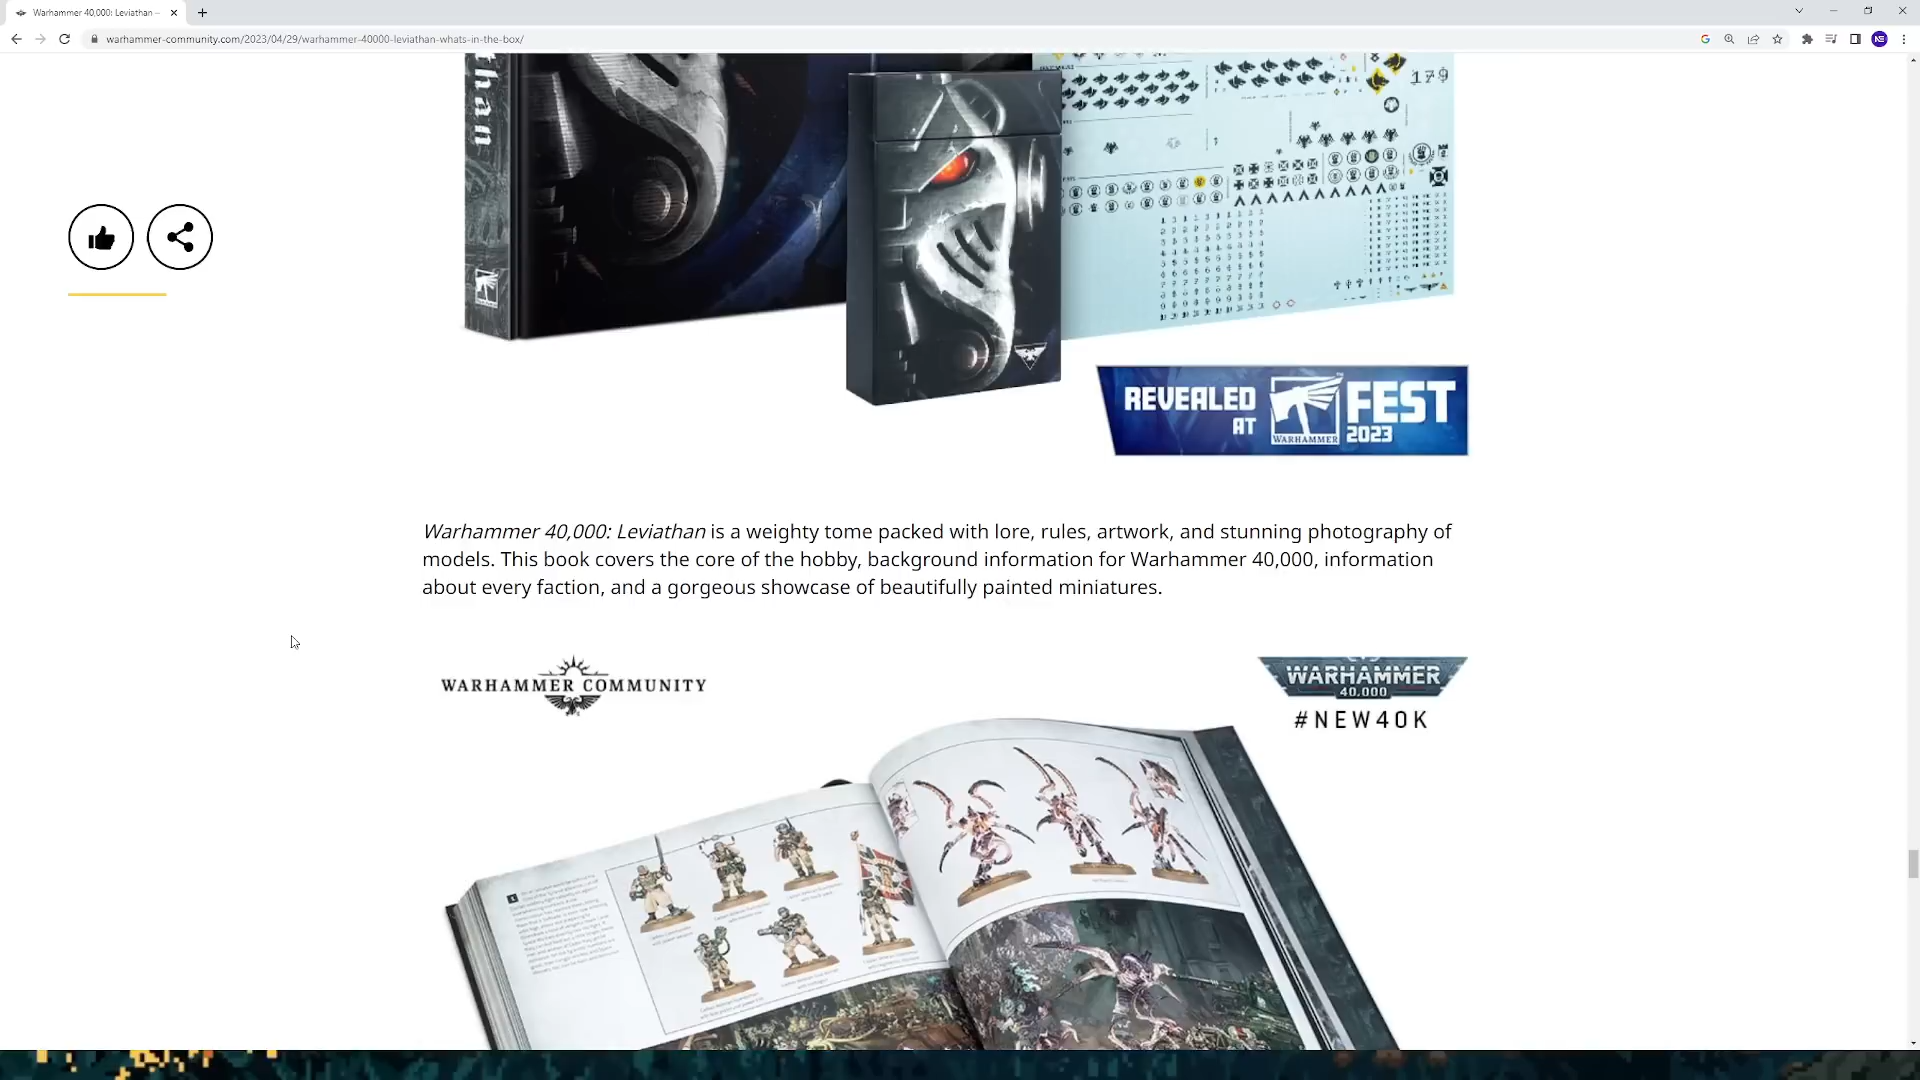 Warhammer 40,000: Leviathan –
warhammer-community.com/2023/04/29/warhammer-40000-leviathan-whats-in-the-box/
than
179
REVEALED
AT
WARHAMMER
FEST
2023
Warhammer 40,000: Leviathan is a weighty tome packed with lore, rules, artwork, and stunning photography of
models. This book covers the core of the hobby, background information for Warhammer 40,000, information
about every faction, and a gorgeous showcase of beautifully painted miniatures.
WARHAMMER COMMUNITY
WARHAMMER
40,000
#NEW40K